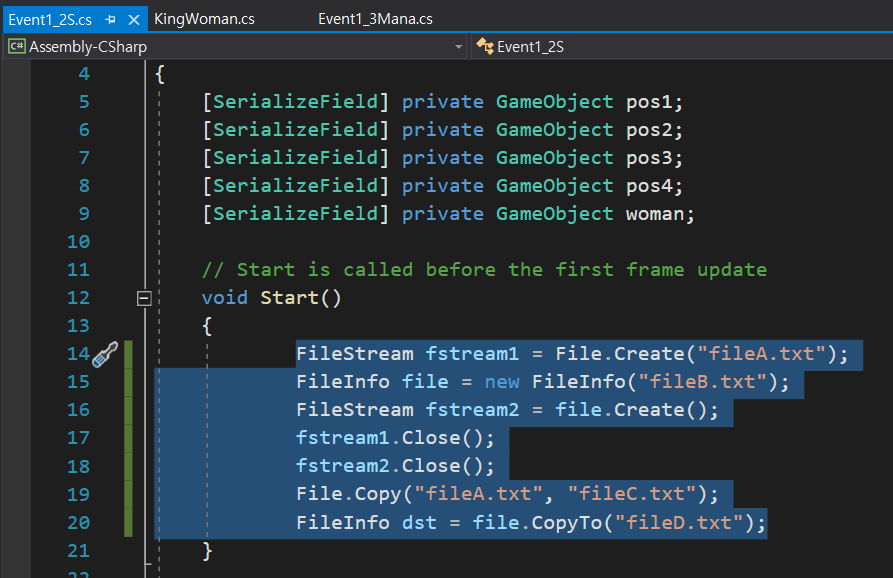 Event1_2S.cs KingWoman.cs Event1_3Mana.cs
C# Assembly-CSharp Event1_2S
4 {
5 [SerializeField] private GameObject pos1;
6 [SerializeField] private GameObject pos2;
7 [SerializeField] private GameObject pos3;
8 [SerializeField] private GameObject pos4;
9 [SerializeField] private GameObject woman;
10
11 // Start is called before the first frame update
12 void Start()
13 {
14 FileStream fstream1 = File.Create("fileA.txt");
15 FileInfo file = new FileInfo("fileB.txt");
16 FileStream fstream2 = file.Create();
17 fstream1.Close();
18 fstream2.Close();
19 File.Copy("fileA.txt", "fileC.txt");
20 FileInfo dst = file.CopyTo("fileD.txt");
21 }